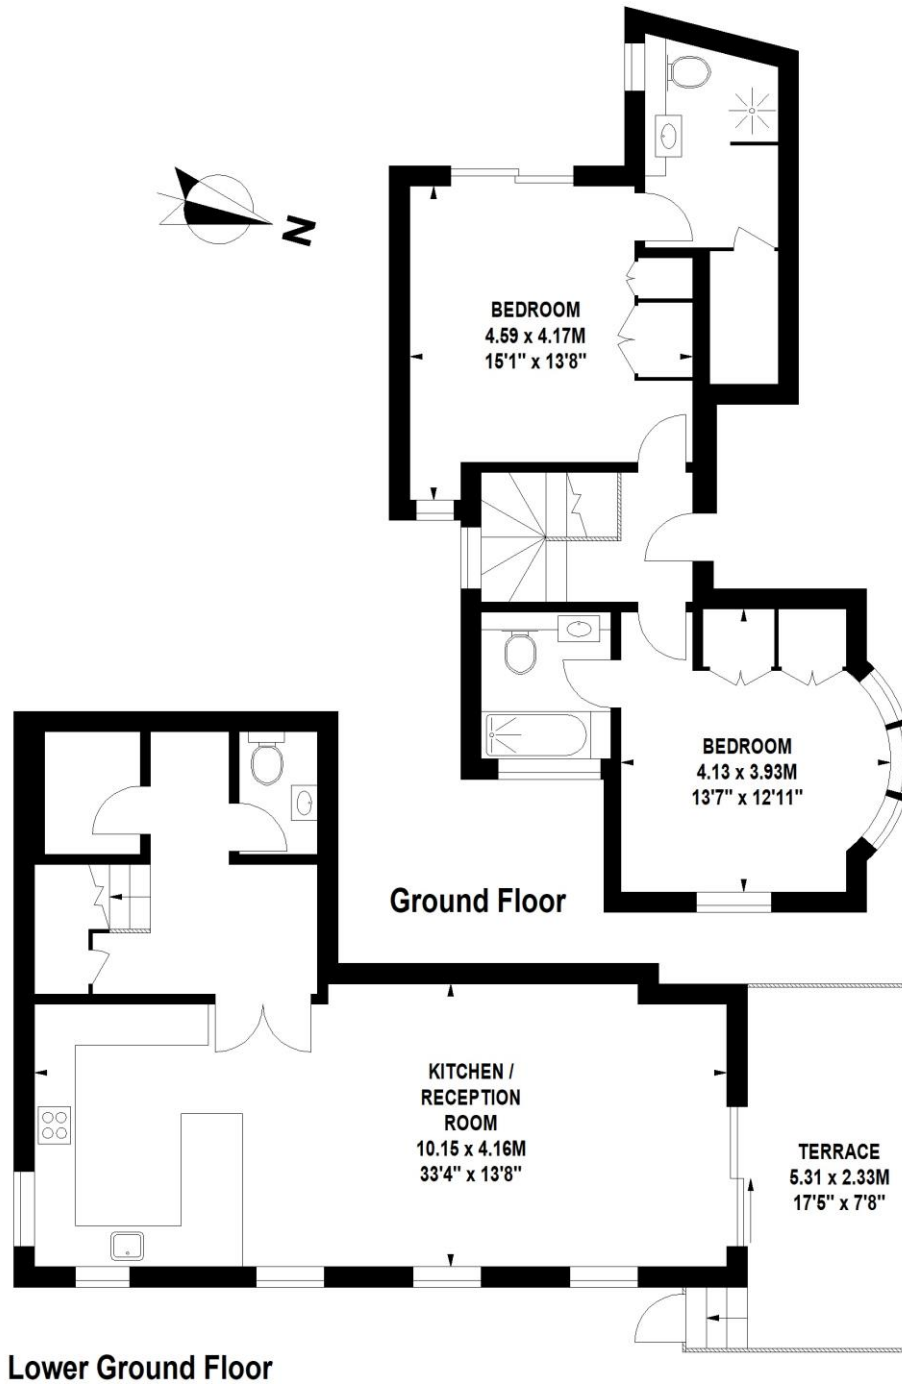 N
BEDROOM
4.59 x 4.17M
15'1" x 13'8"
BEDROOM
4.13 x 3.93M
13'7" x 12'11"
Ground Floor
KITCHEN /
RECEPTION
ROOM
10.15 x 4.16M
33'4" x 13'8"
TERRACE
5.31 x 2.33M
17'5" x 7'8"
Lower Ground Floor